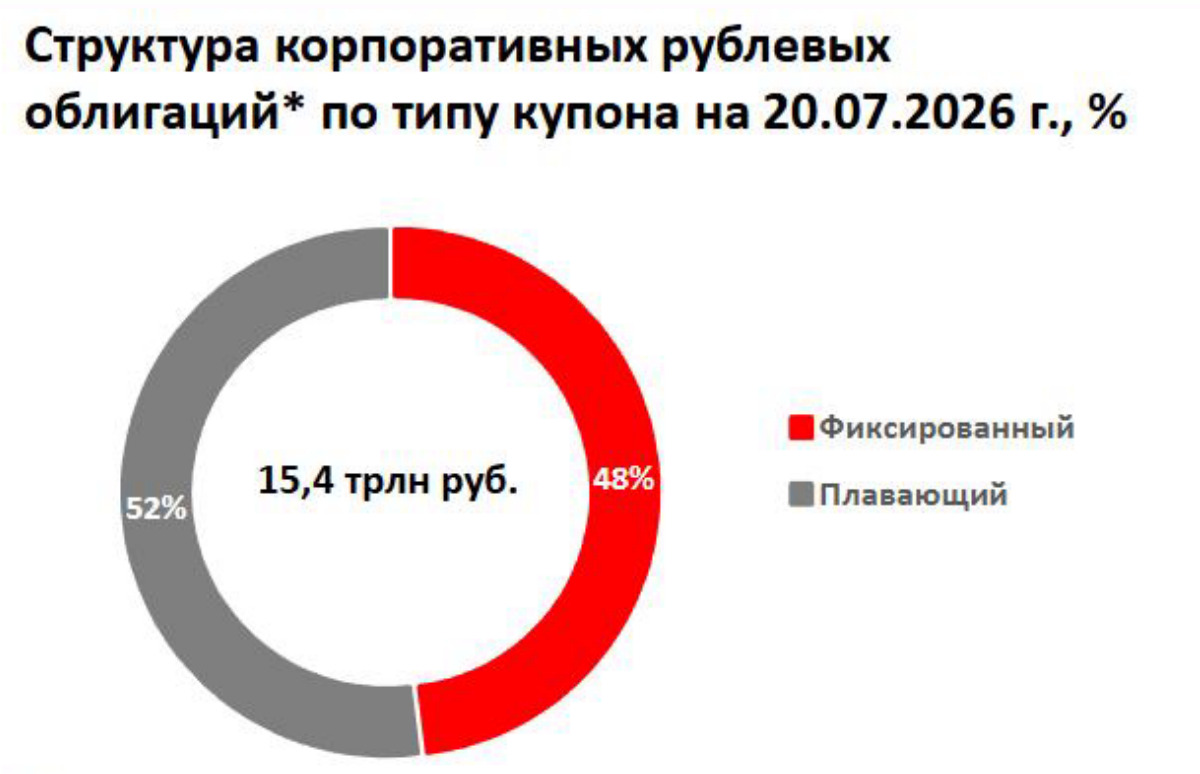 Структура корпоративных рублевых
облигаций* по типу купона на 20.07.2026 г., %
15,4 трлн руб.
48%
52%
Фиксированный
Плавающий